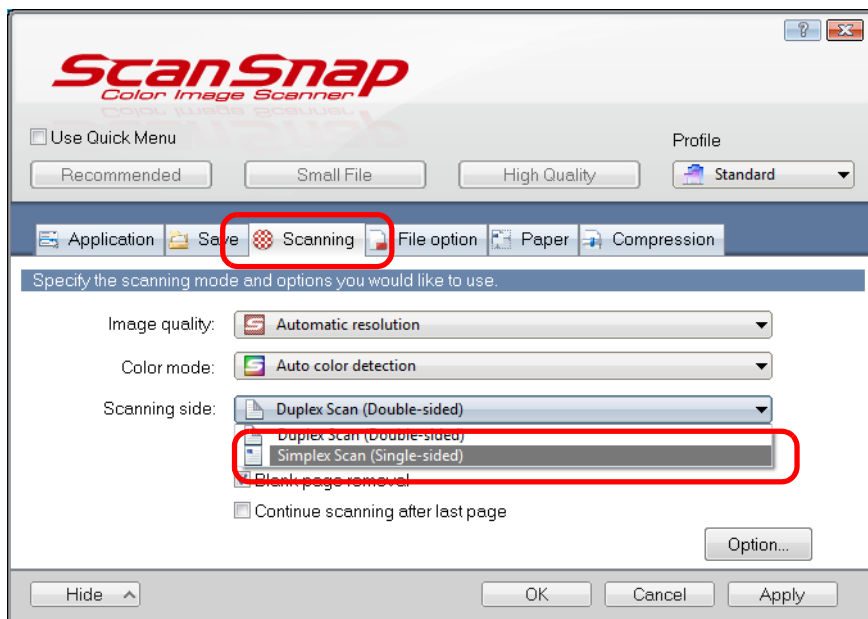 ScanSnap
Color Image Scanner
Use Quick Menu
Profile
Recommended Small File High Quality Standard
Application Save Scanning File option Paper Compression
Specify the scanning mode and options you would like to use.
Image quality: Automatic resolution
Color mode: Auto color detection
Scanning side: Duplex Scan (Double-sided)
Duplex Scan (Double-sided)
Simplex Scan (Single-sided)
Blank page removal
Continue scanning after last page
Option...
Hide OK Cancel Apply